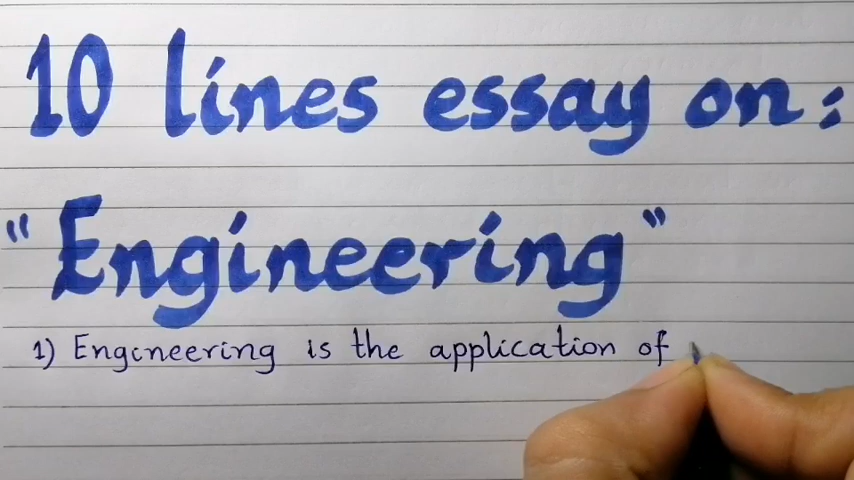 10 lines essay on:
"Engineering"
1) Engineering is the application of